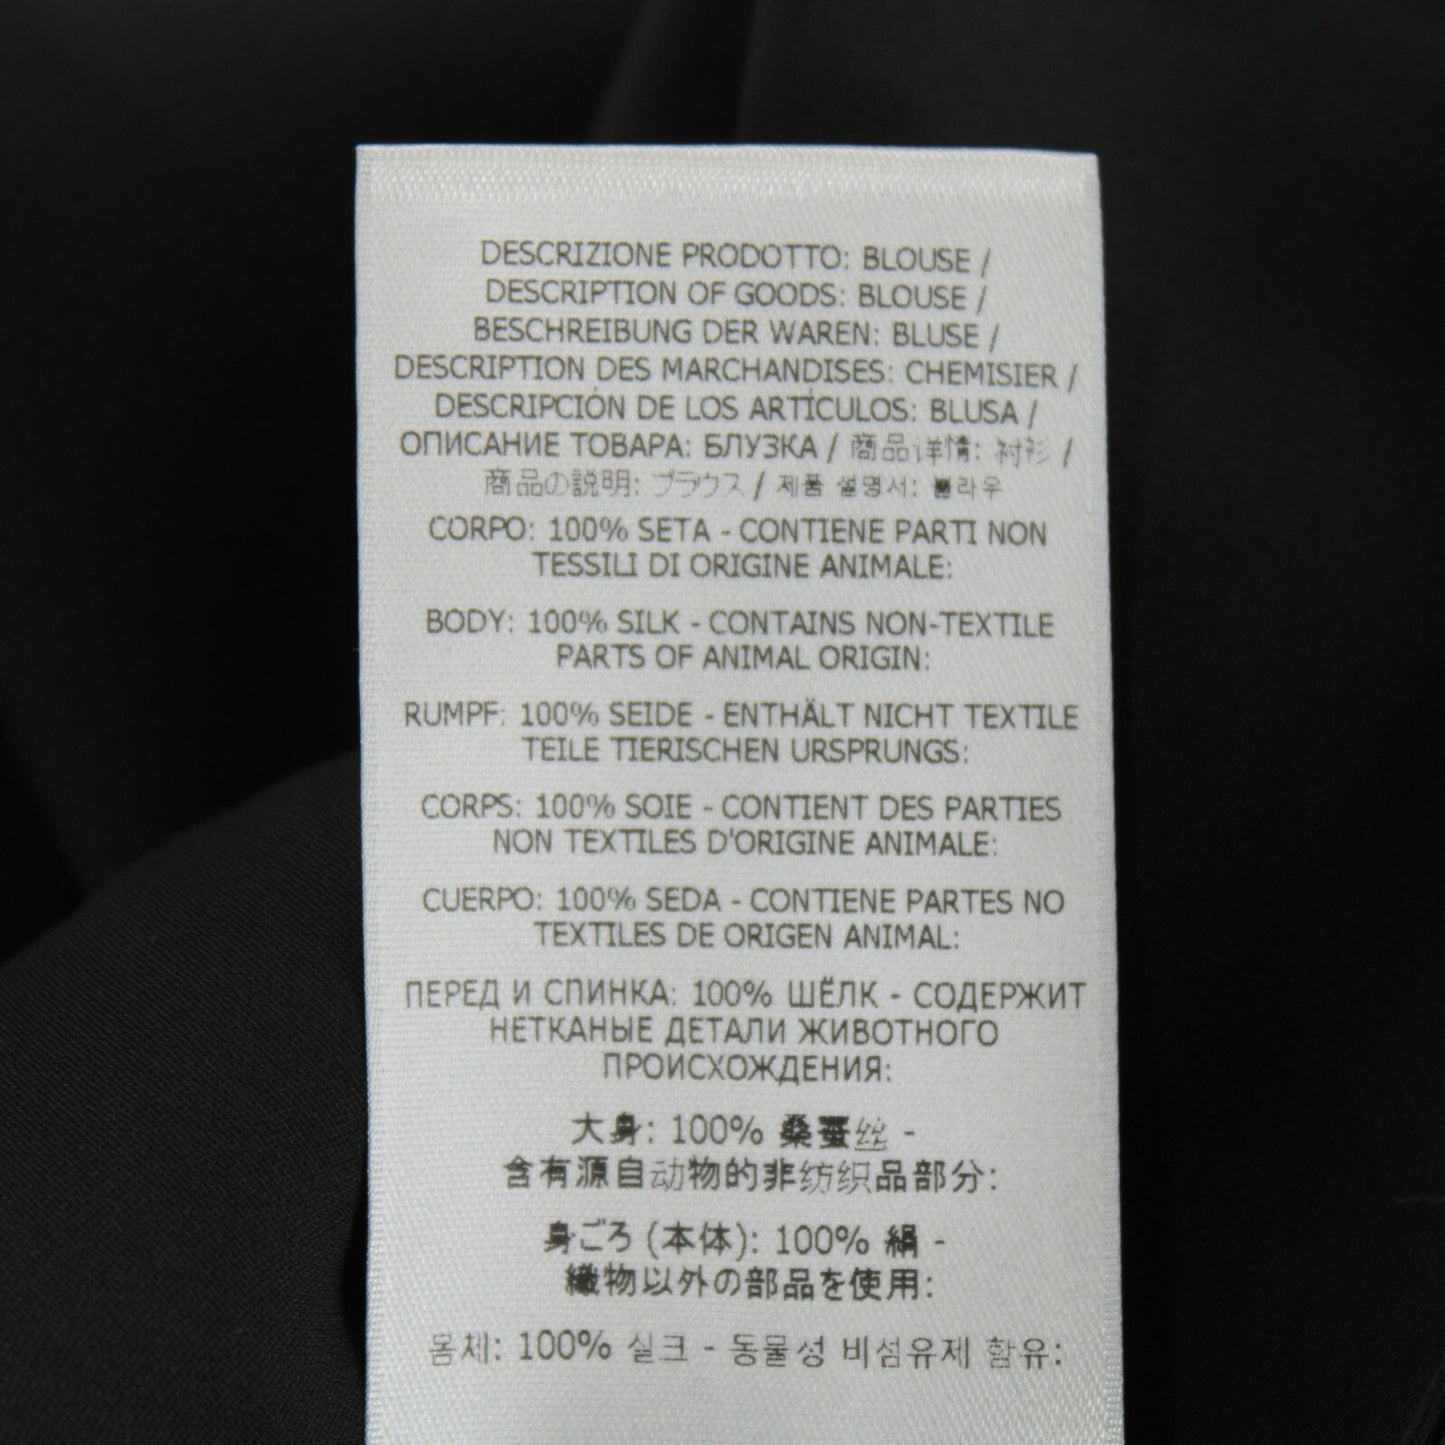 DESCRIZIONE PRODOTTO: BLOUSE /
DESCRIPTION OF GOODS: BLOUSE /
BESCHREIBUNG DER WAREN: BLUSE /
DESCRIPTION DES MARCHANDISES: CHEMISIER /
DESCRIPCIÓN DE LOS ARTÍCULOS: BLUSA /
ОПИСАНИЕ ТОВАРА: БЛУЗКА / 商品详情: 衬衫 /
商品の説明: ブラウス / 제품 설명서: 블라우
CORPO: 100% SETA - CONTIENE PARTI NON
TESSILI DI ORIGINE ANIMALE:
BODY: 100% SILK - CONTAINS NON-TEXTILE
PARTS OF ANIMAL ORIGIN:
RUMPF: 100% SEIDE - ENTHÄLT NICHT TEXTILE
TEILE TIERISCHEN URSPRUNGS:
CORPS: 100% SOIE - CONTIENT DES PARTIES
NON TEXTILES D'ORIGINE ANIMALE:
CUERPO: 100% SEDA - CONTIENE PARTES NO
TEXTILES DE ORIGEN ANIMAL:
ПЕРЕД И СПИНКА: 100% ШЁЛК - СОДЕРЖИТ
НЕТКАНЫЕ ДЕТАЛИ ЖИВОТНОГО
ПРОИСХОЖДЕНИЯ:
大身: 100% 桑蚕丝 -
含有源自动物的非纺织品部分:
身ごろ (本体): 100% 絹 -
繊物以外の部品を使用:
몸체: 100% 실크 - 동물성 비섬유제 함유: